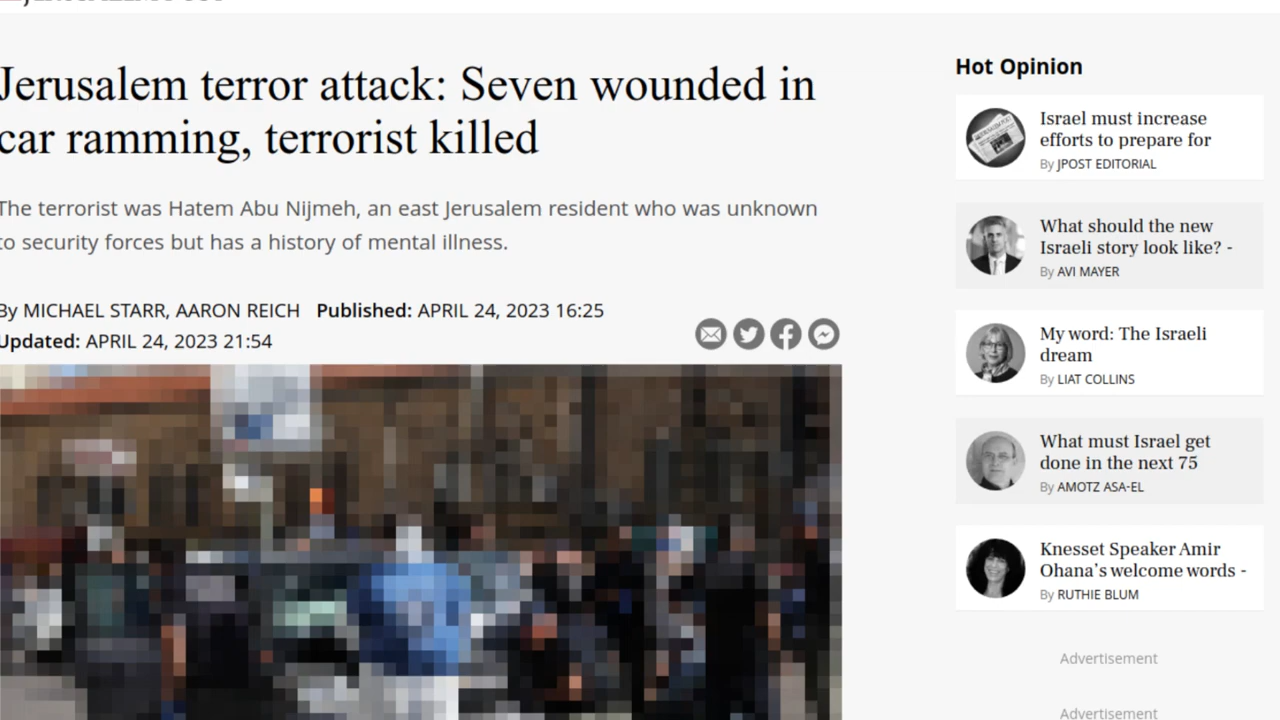 Jerusalem terror attack: Seven wounded in
car ramming, terrorist killed
The terrorist was Hatem Abu Nijmeh, an east Jerusalem resident who was unknown
to security forces but has a history of mental illness.
By MICHAEL STARR, AARON REICH Published: APRIL 24, 2023 16:25
Updated: APRIL 24, 2023 21:54
Hot Opinion
Israel must increase
efforts to prepare for
By JPOST EDITORIAL
What should the new
Israeli story look like? -
By AVI MAYER
My word: The Israeli
dream
By LIAT COLLINS
What must Israel get
done in the next 75
By AMOTZ ASA-EL
Knesset Speaker Amir
Ohana's welcome words -
By RUTHIE BLUM
Advertisement
Advertisement